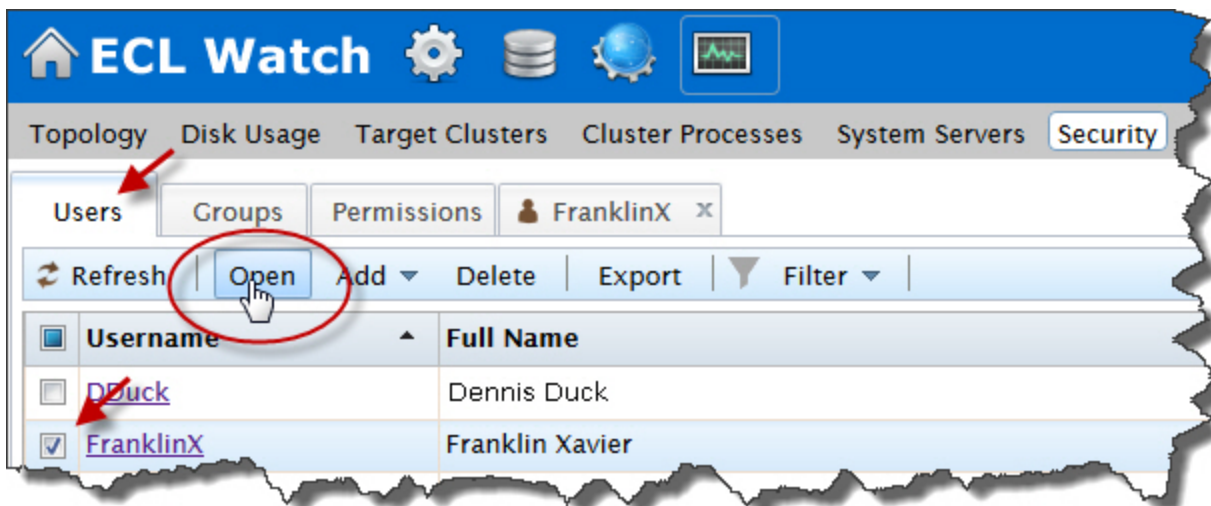 ECL Watch
Topology Disk Usage Target Clusters Cluster Processes System Servers Security
Users Groups Permissions FranklinX x
Refresh Open Add Delete Export Filter
Username Full Name
DDuck Dennis Duck
FranklinX Franklin Xavier